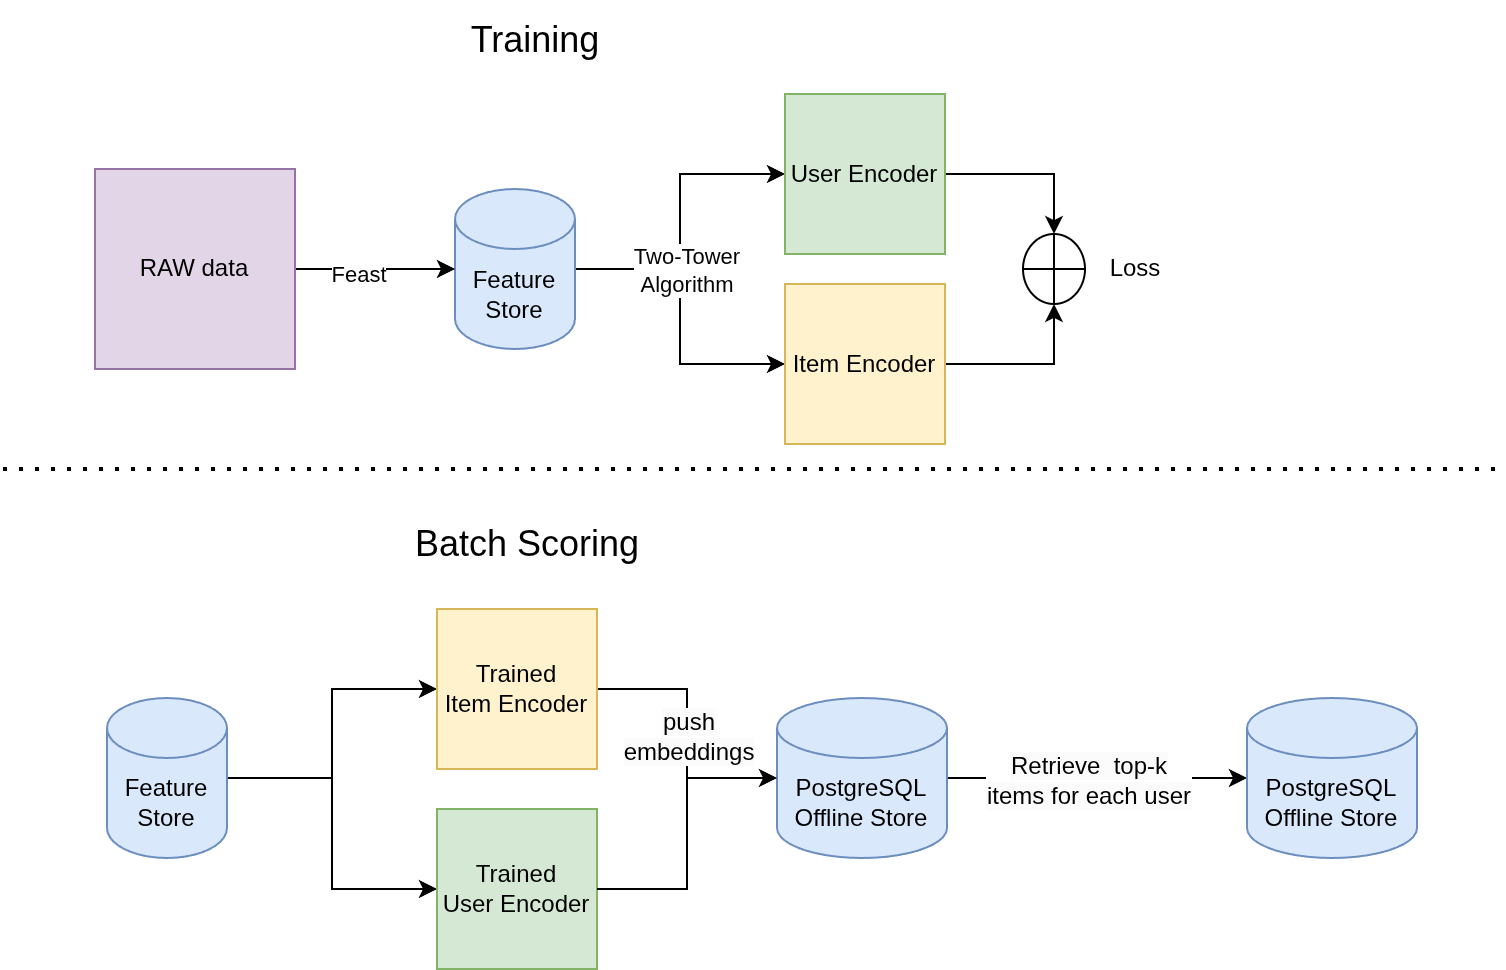 Training
RAW data
Feast
Feature
Store
Two-Tower
Algorithm
User Encoder
Item Encoder
Loss
Batch Scoring
Feature
Store
Trained
Item Encoder
Trained
User Encoder
push
embeddings
PostgreSQL
Offline Store
Retrieve  top-k
items for each user
PostgreSQL
Offline Store